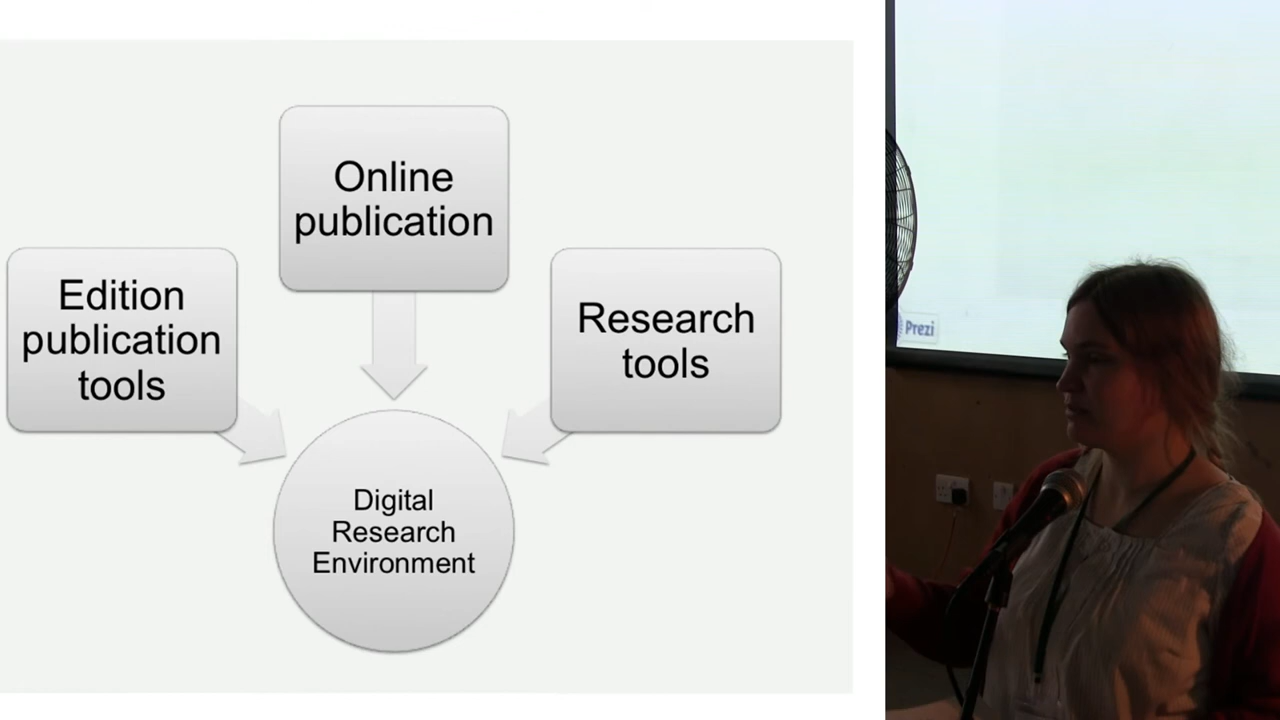 Online
publication
Edition
publication
tools
Research
tools
Digital
Research
Environment
Prezi